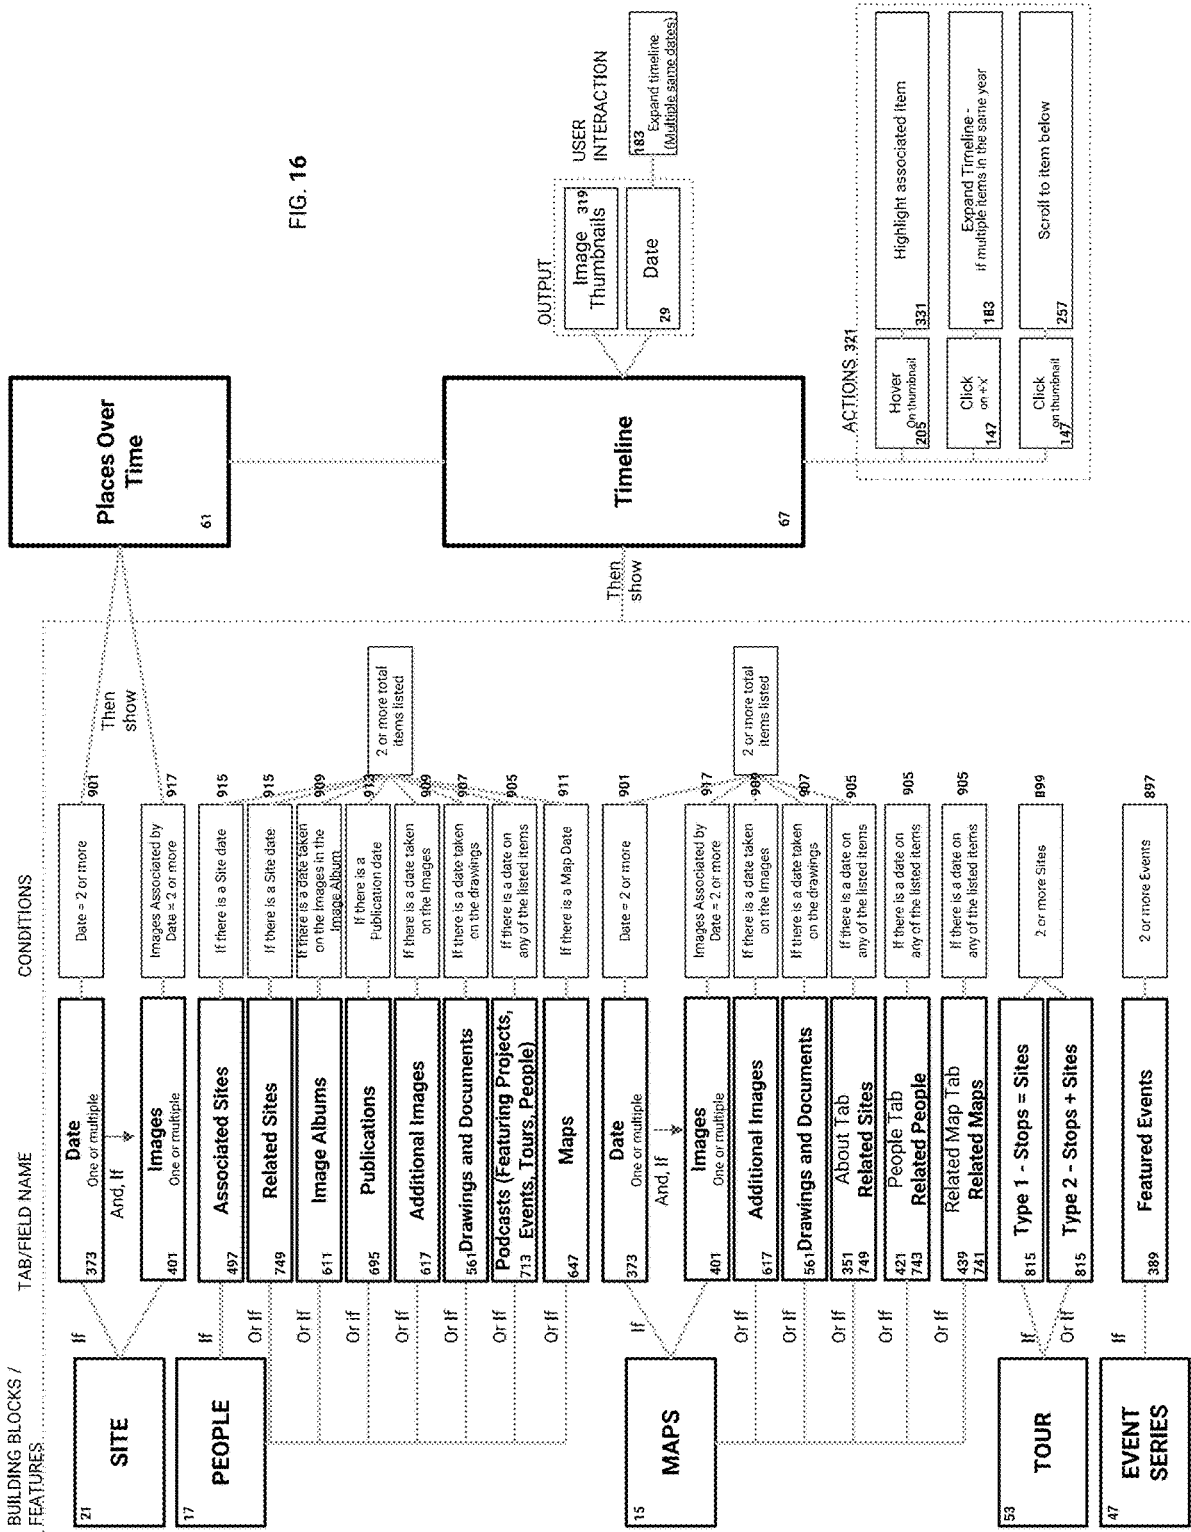 FIG. 16
BUILDING BLOCKS /
FEATURES
TAB/FIELD NAME
CONDITIONS
SITE
21
If
Date
One or multiple
373
And, If
Images
One or multiple
401
Date = 2 or more
901
Images Associated by
Date = 2 or more
917
Then
show
Places Over
Time
61
PEOPLE
17
If
Associated Sites
497
If there is a Site date
915
Or If
Related Sites
749
If there is a Site date
915
Or If
Image Albums
611
If there is a date taken
on the Images in the
Image Album
909
Or if
Publications
695
If there is a
Publication date
913
Or If
Additional Images
617
If there is a date taken
on the Images
909
Or If
Drawings and Documents
561
If there is a date taken
on the drawings
907
Or If
Podcasts (Featuring Projects,
Events, Tours, People)
713
If there is a date on
any of the listed items
905
Or If
Maps
647
If there is a Map Date
911
2 or more total
items listed
MAPS
15
If
Date
One or multiple
373
And, If
Date = 2 or more
901
Images
One or multiple
401
Images Associated by
Date = 2 or more
917
Or If
Additional Images
617
If there is a date taken
on the Images
909
Or If
Drawings and Documents
561
If there is a date taken
on the drawings
907
Or If
About Tab
Related Sites
351
749
If there is a date on
any of the listed items
905
Or If
People Tab
Related People
421
743
If there is a date on
any of the listed items
905
Or If
Related Map Tab
Related Maps
439
741
If there is a date on
any of the listed items
905
2 or more total
items listed
TOUR
53
If
Type 1 - Stops = Sites
815
Or If
Type 2 - Stops + Sites
815
2 or more Sites
899
EVENT
SERIES
47
If
Featured Events
389
2 or more Events
897
Then
show
Timeline
67
OUTPUT
Image
Thumbnails
319
Date
29
USER
INTERACTION
183
Expand timeline
(Multiple same dates)
ACTIONS 321
Hover
On thumbnail
205
Highlight associated item
331
Click
on +'x'
147
Expand Timeline -
if multiple items in the same year
183
Click
on thumbnail
147
Scroll to item below
257